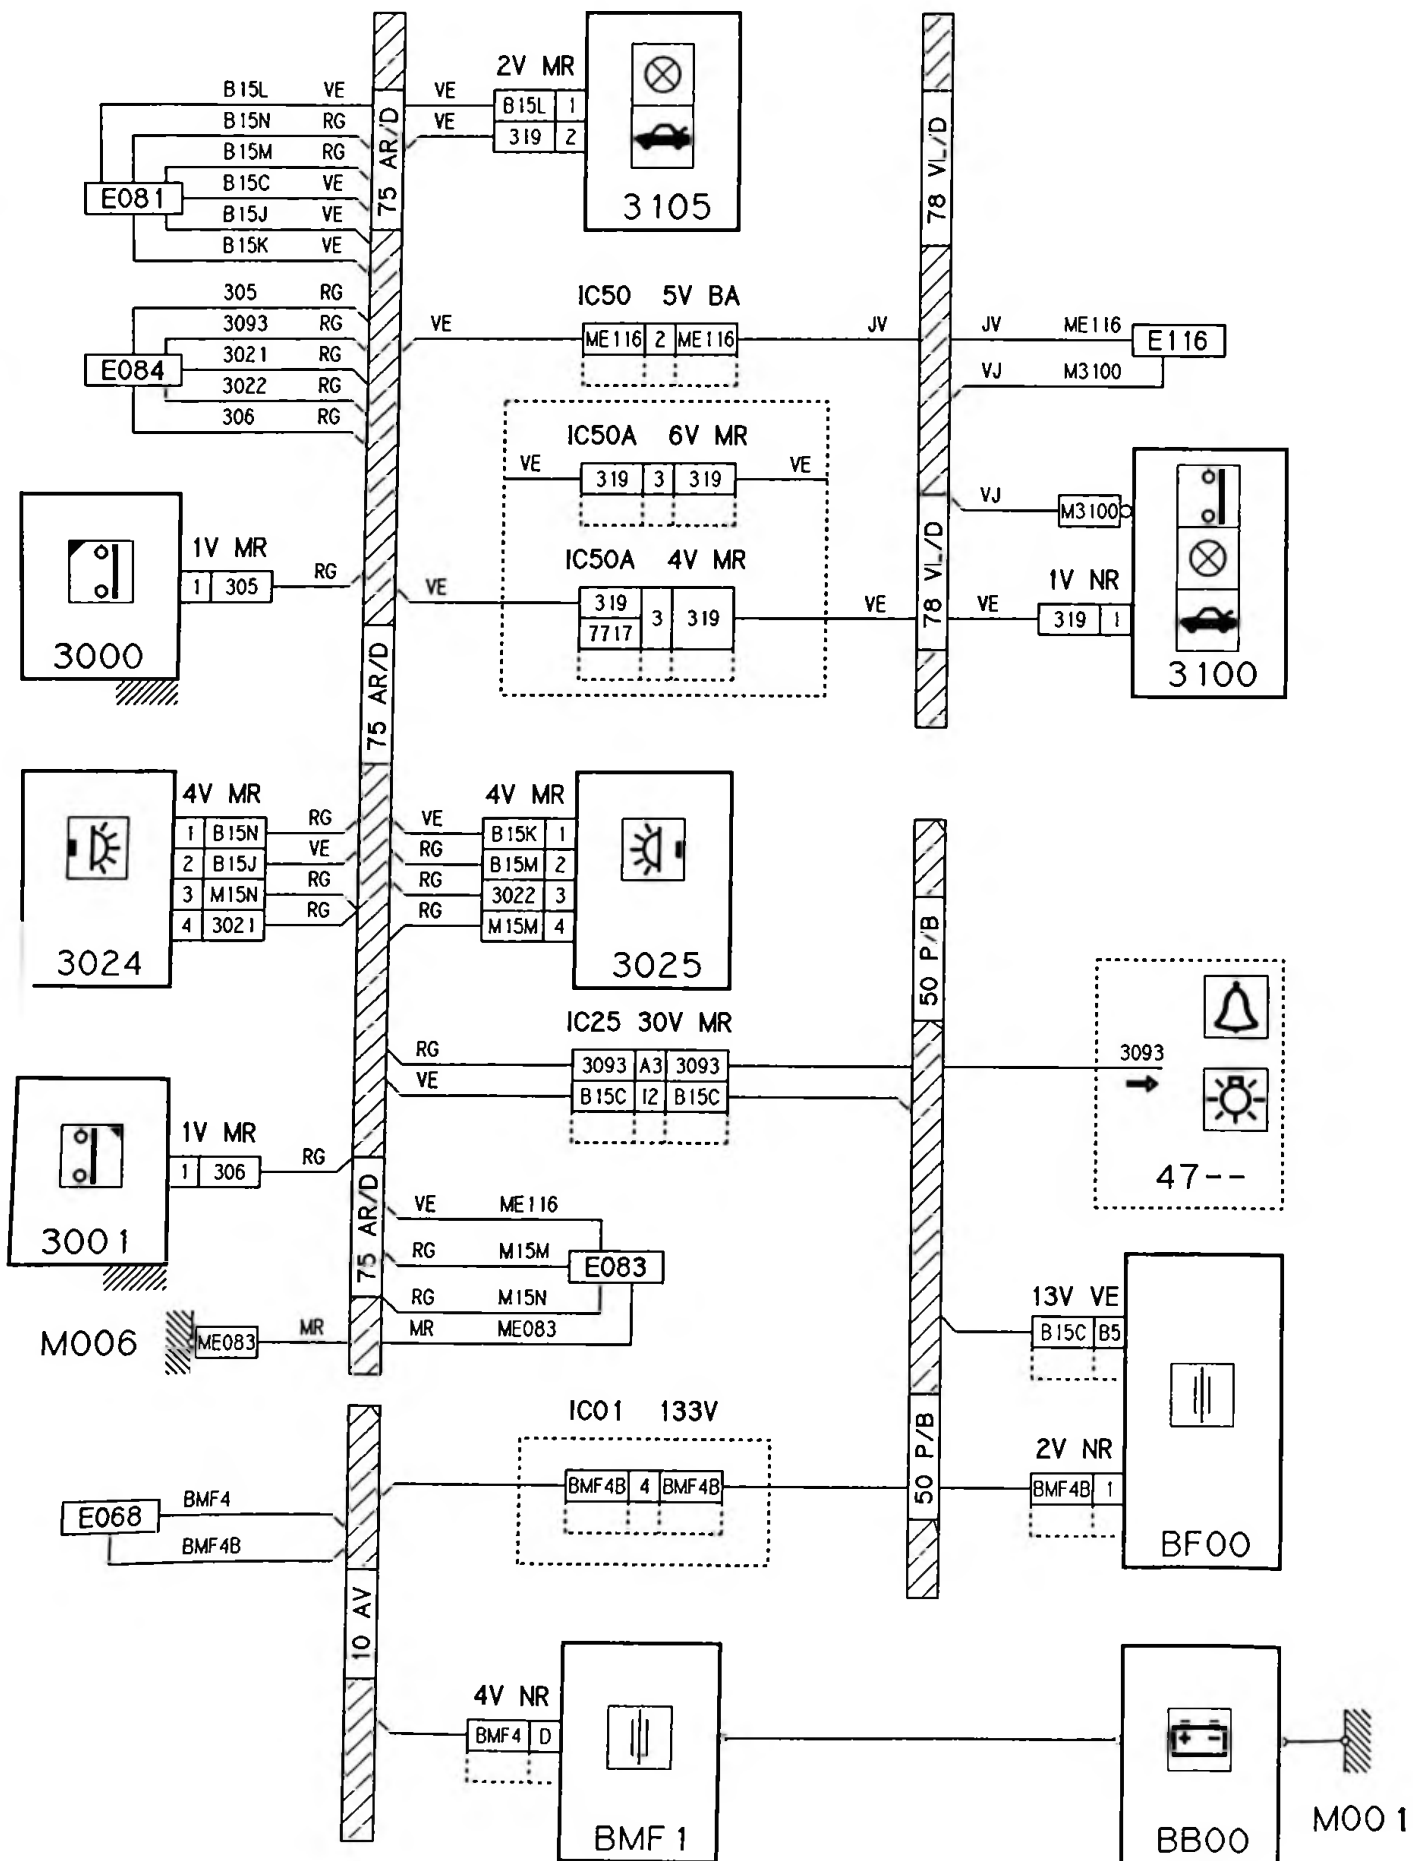 2V MR
B15L VE
VE
B15L 1
B15N RG
VE
319 2
B15M RG
75 AR/D
B15C VE
E081
3105
78 VL/D
B15J VE
B15K VE
305 RG
IC50 5V BA
3093 RG
VE
ME116 2 ME116
JV
JV ME116
E116
3021 RG
E084
3022 RG
VJ M3100
306 RG
IC50A 6V MR
VE
319 3 319
VE
VJ
M3100
1V MR
IC50A 4V MR
1 305
RG
VE
319
7717
3
319
VE
78 VL/D
VE
1V NR
319 1
3000
3100
75 AR/D
4V MR
4V MR
1 B15N RG
VE B15K 1
2 B15J VE
RG B15M 2
3 M15N RG
RG 3022 3
4 3021 RG
RG M15M 4
3024
3025
50 P/B
IC25 30V MR
RG
3093 A3 3093
3093
VE
B15C 12 B15C
1V MR
1 306
RG
47--
3001
75 AR/D
VE ME116
RG M15M
E083
RG M15N
13V VE
B15C B5
M006
ME083
MR
MR ME083
IC01 133V
50 P/B
2V NR
BMF4B 4 BMF4B
BMF4B 1
E068
BMF4
BMF4B
BF00
10 AV
4V NR
BMF4 D
BMF1
BB00
M001